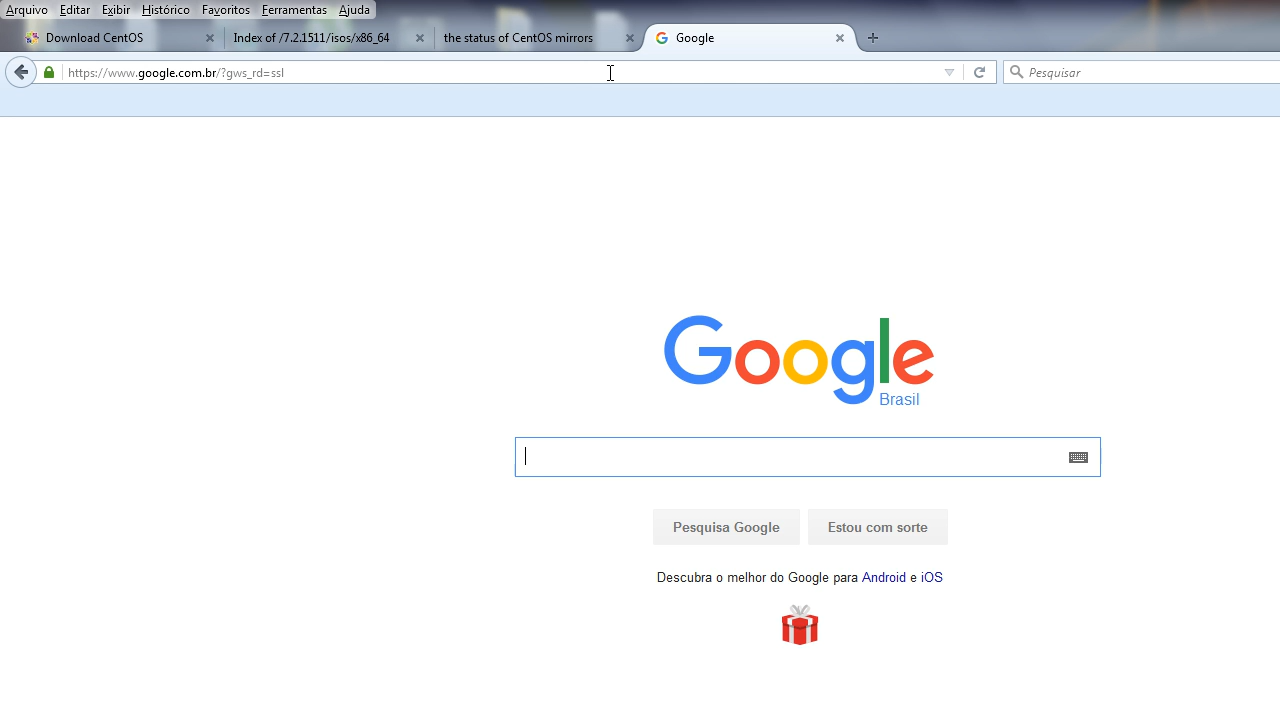 Arquivo Editar Exibir Histórico Favoritos Ferramentas Ajuda
Download CentOS Index of /7.2.1511/isos/x86_64 the status of CentOS mirrors Google
https://www.google.com.br/?gws_rd=ssl Pesquisar
Google
Brasil
Pesquisa Google Estou com sorte
Descubra o melhor do Google para Android e iOS